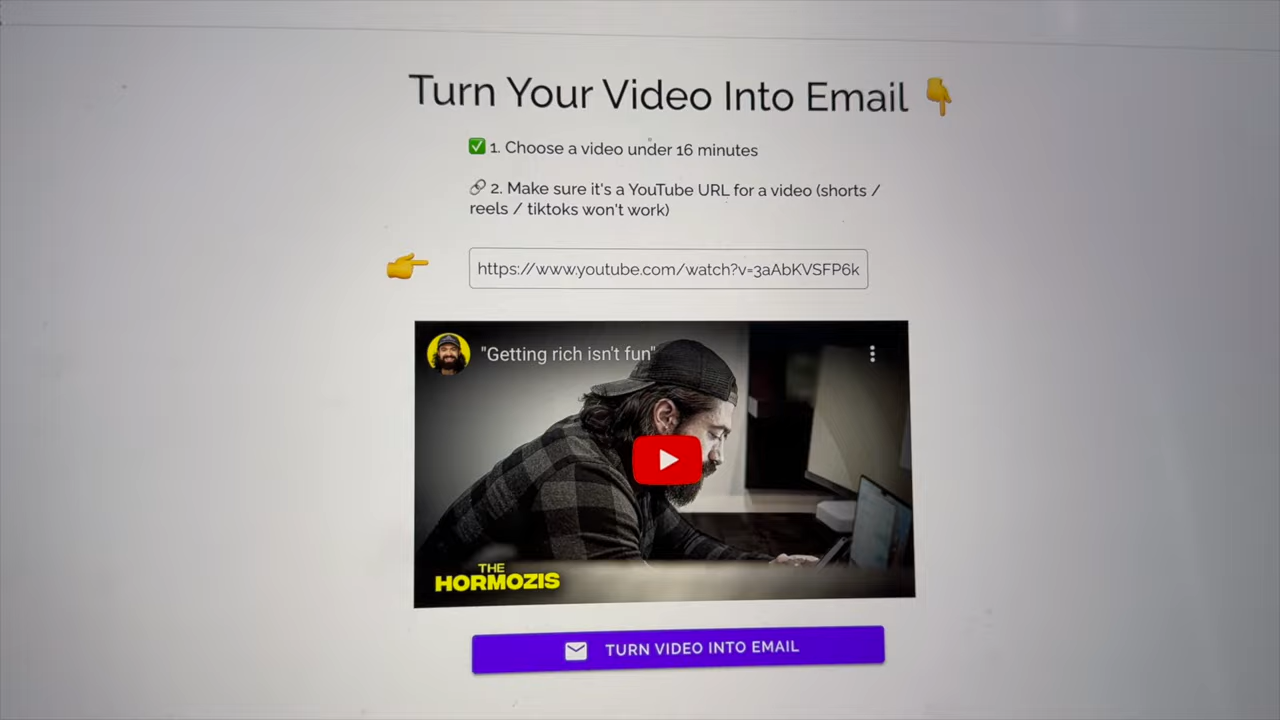 Turn Your Video Into Email 👇
✅ 1. Choose a video under 16 minutes
🔗 2. Make sure it's a YouTube URL for a video (shorts /
reels / tiktoks won't work)
👉 https://www.youtube.com/watch?v=3aAbKVSFP6k
"Getting rich isn't fun"
THE
HORMOZIS
TURN VIDEO INTO EMAIL